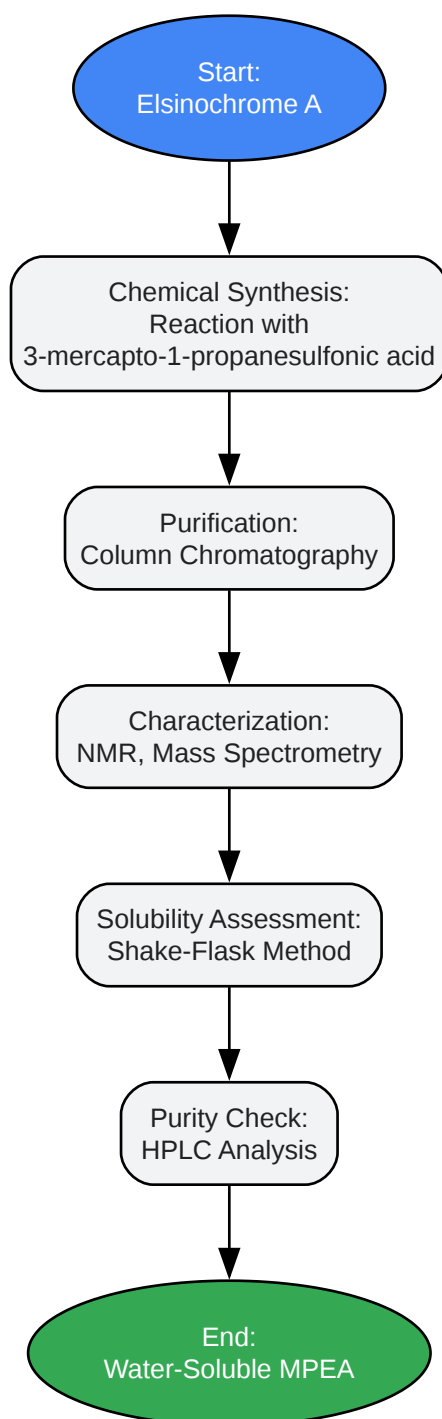 Start:
Elsinochrome A
Chemical Synthesis:
Reaction with
3-mercapto-1-propanesulfonic acid
Purification:
Column Chromatography
Characterization:
NMR, Mass Spectrometry
Solubility Assessment:
Shake-Flask Method
Purity Check:
HPLC Analysis
End:
Water-Soluble MPEA